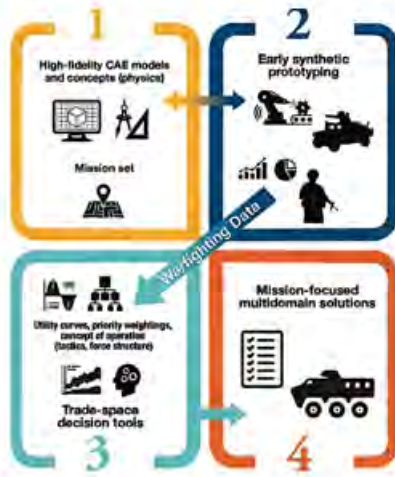 1
High-fidelity CAE models
and concepts (physics)
Mission set
2
Early synthetic
prototyping
Warfighting Data
Utility curves, priority weightings,
concept of operation
(tactics, force structure)
Trade-space
decision tools
3
Mission-focused
multidomain solutions
4